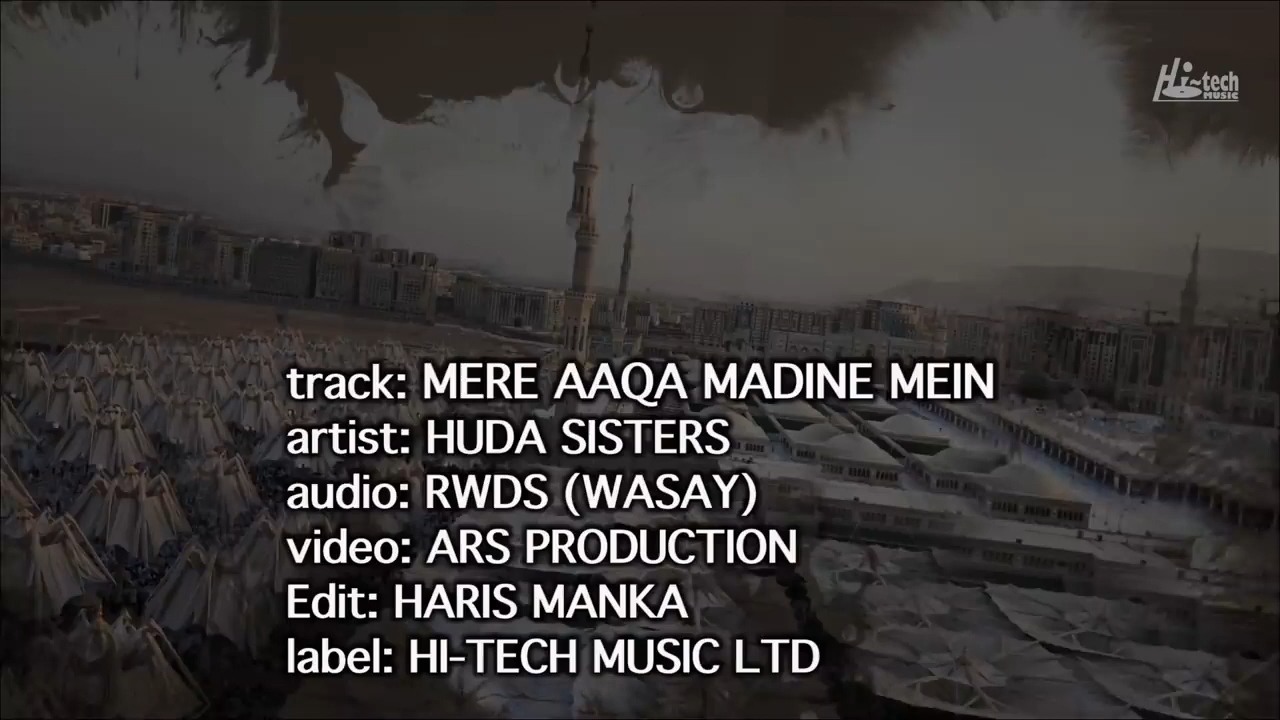 Hi-tech
MUSIC
track: MERE AAQA MADINE MEIN
artist: HUDA SISTERS
audio: RWDS (WASAY)
video: ARS PRODUCTION
Edit: HARIS MANKA
label: HI-TECH MUSIC LTD